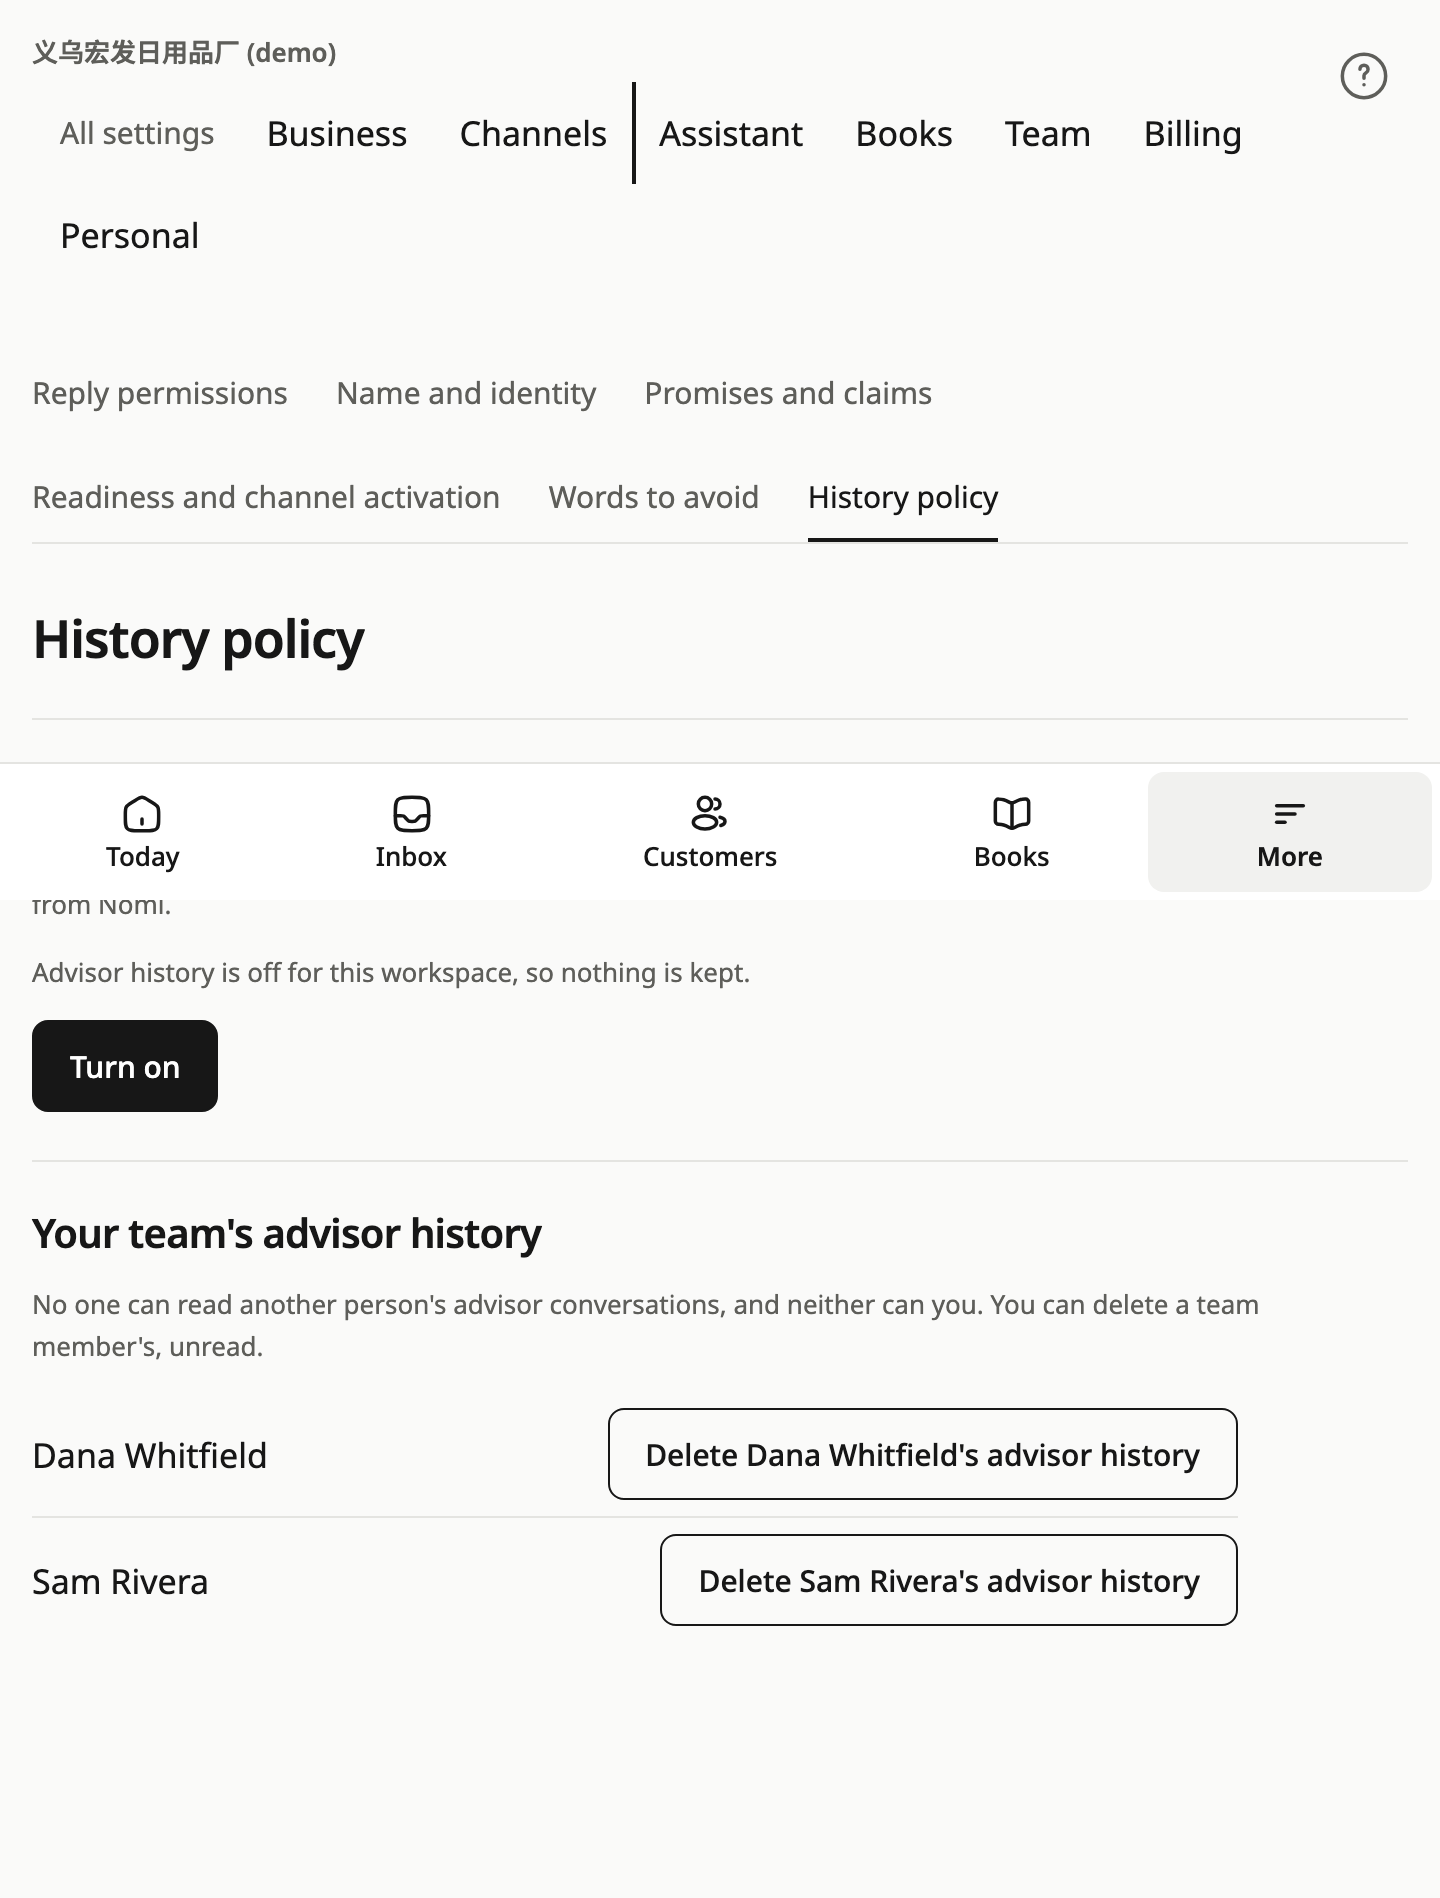 义乌宏发日用品厂 (demo)
All settings Business Channels Assistant Books Team Billing
Personal
Reply permissions Name and identity Promises and claims
Readiness and channel activation Words to avoid History policy
History policy
Today Inbox Customers Books More
from Nomi.
Advisor history is off for this workspace, so nothing is kept.
Turn on
Your team's advisor history
No one can read another person's advisor conversations, and neither can you. You can delete a team
member's, unread.
Dana Whitfield Delete Dana Whitfield's advisor history
Sam Rivera Delete Sam Rivera's advisor history